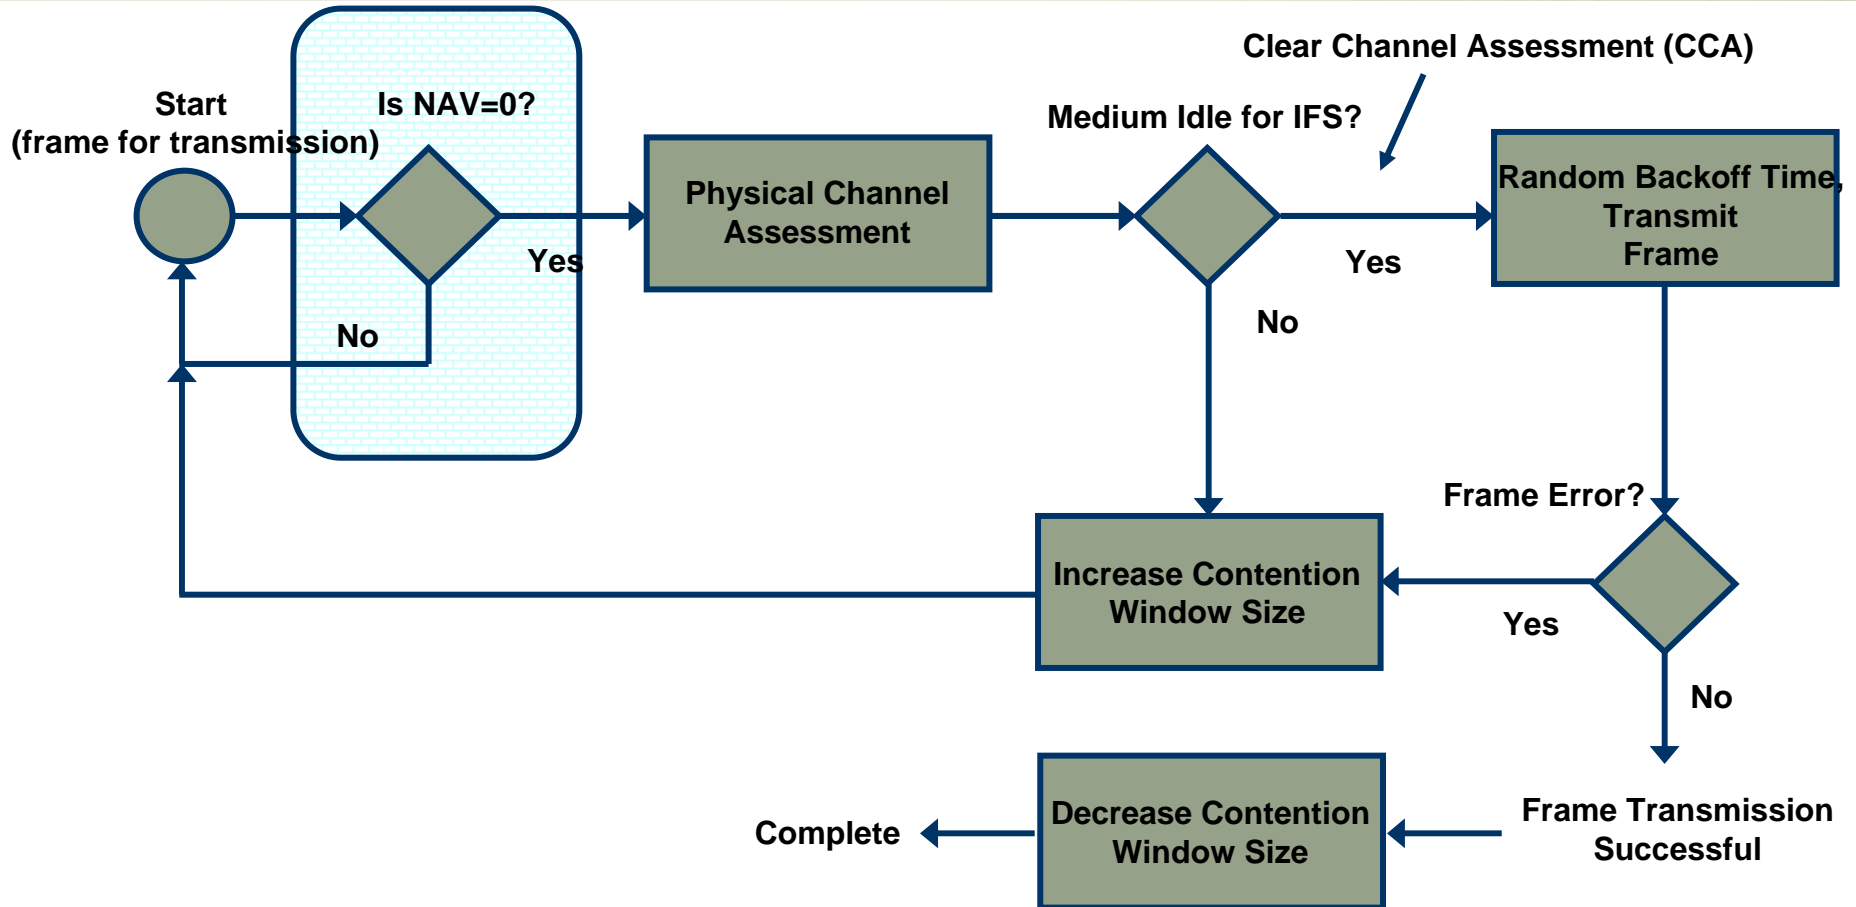 Clear Channel Assessment (CCA)
Start
(frame for transmission)
Is NAV=0?
Medium Idle for IFS?
Physical Channel
Assessment
Random Backoff Time,
Transmit
Frame
Yes
Yes
No
No
Frame Error?
Increase Contention
Window Size
Yes
No
Decrease Contention
Window Size
Complete
Frame Transmission
Successful